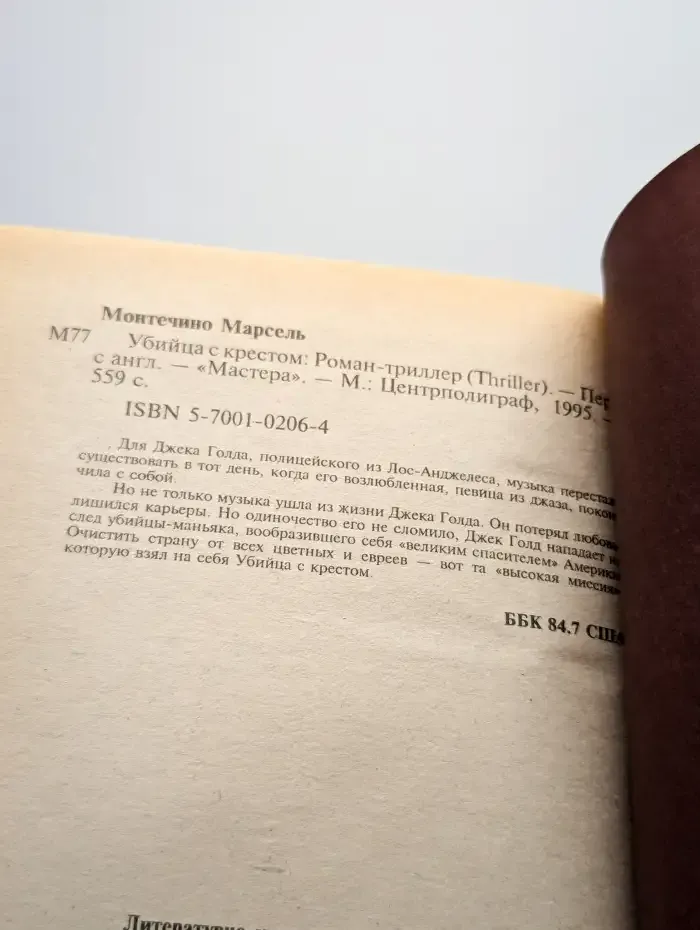 Монтечино Марсель
М77 Убийца с крестом: Роман-триллер (Thriller). — Пер.
с англ. — «Мастера». — М.: Центрполиграф, 1995. —
559 с.
ISBN 5-7001-0206-4
Для Джека Голда, полицейского из Лос-Анджелеса, музыка переста
существовать в тот день, когда его возлюбленная, певица из джаза, покон
чила с собой.
Но не только музыка ушла из жизни Джека Голда. Он потерял любов
лишился карьеры. Но одиночество его не сломило, Джек Голд нападает н
след убийцы-маньяка, вообразившего себя «великим спасителем» Америк
Очистить страну от всех цветных и евреев — вот та «высокая миссия»
которую взял на себя Убийца с крестом.
ББК 84.7 США